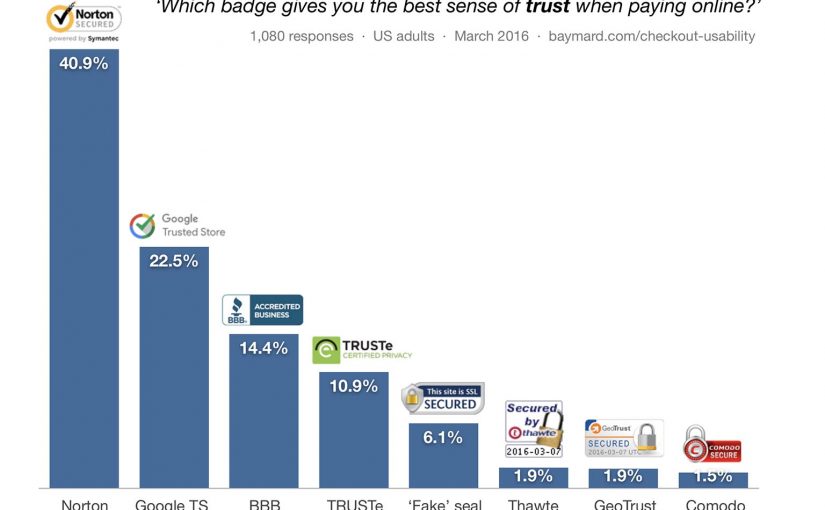 ‘Which badge gives you the best sense of trust when paying online?’
1,080 responses · US adults · March 2016 · baymard.com/checkout-usability
Norton
SECURED
powered by Symantec
40.9%
Google
Trusted Store
22.5%
BBB
ACCREDITED
BUSINESS
14.4%
TRUSTe
CERTIFIED PRIVACY
10.9%
This site is SSL
SECURED
6.1%
Secured
by
thawte
2016-03-07
1.9%
GeoTrust
SECURED
2016-03-07 UTC
1.9%
COMODO
SECURE
1.5%
Norton Google TS BBB TRUSTe ‘Fake’ seal Thawte GeoTrust Comodo